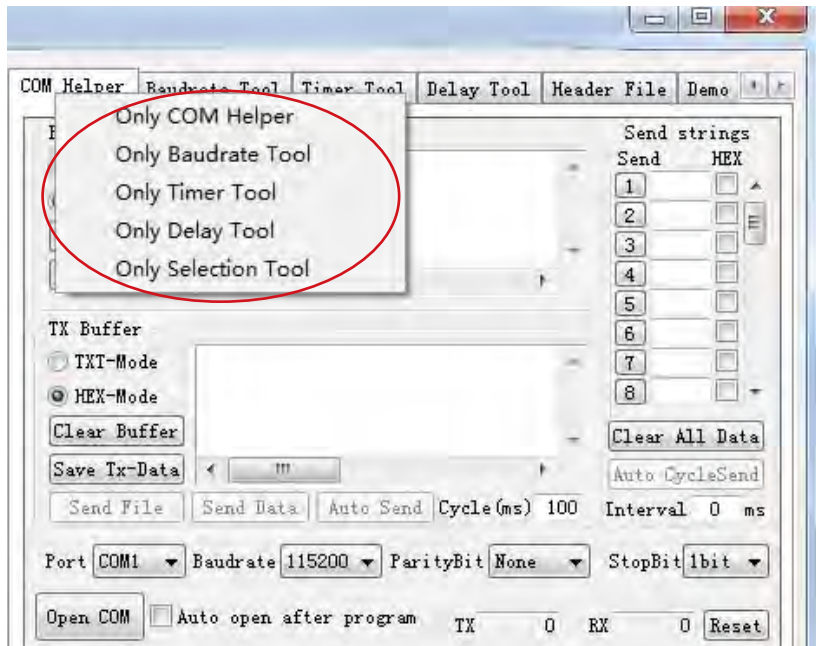 COM Helper Baudrate Tool Timer Tool Delay Tool Header File Demo
Only COM Helper
Only Baudrate Tool
Only Timer Tool
Only Delay Tool
Only Selection Tool
Send strings
Send HEX
1
2
3
4
5
6
7
8
TX Buffer
TXT-Mode
HEX-Mode
Clear Buffer
Save Tx-Data
Clear All Data
Auto CycleSend
Send File Send Data Auto Send Cycle(ms) 100 Interval 0 ms
Port COM1 Baudrate 115200 ParityBit None StopBit 1bit
Open COM Auto open after program TX 0 RX 0 Reset